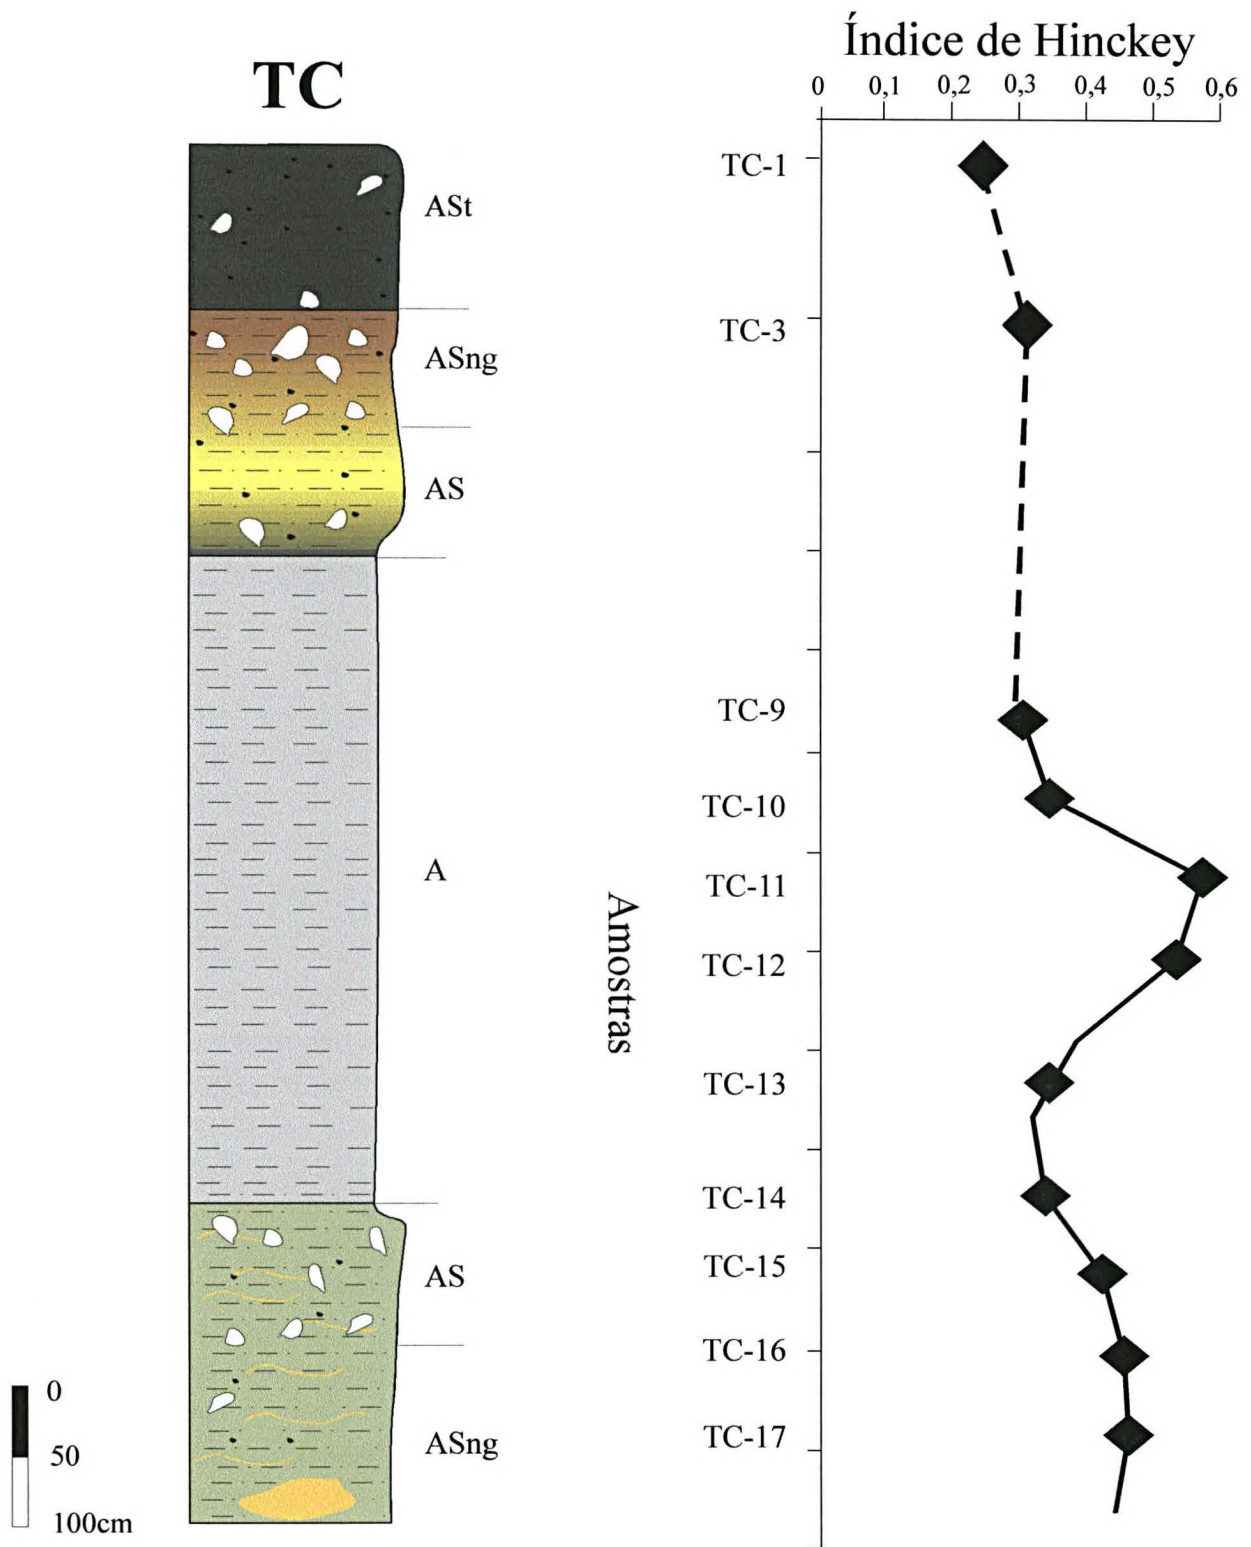 TC
ASt
ASng
AS
A
AS
ASng
0
50
100cm
Índice de Hinckey
0 0,1 0,2 0,3 0,4 0,5 0,6
Amostras
TC-1
TC-3
TC-9
TC-10
TC-11
TC-12
TC-13
TC-14
TC-15
TC-16
TC-17